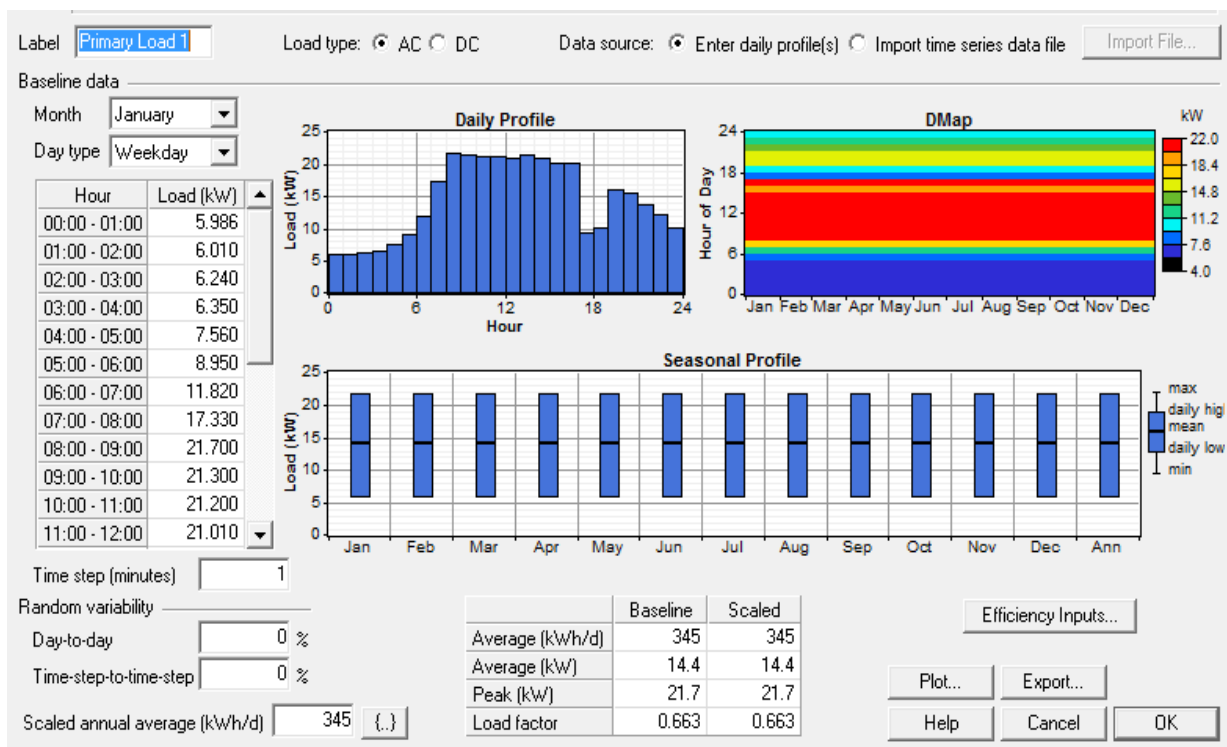 Label Primary Load 1 Load type: AC DC Data source: Enter daily profile(s) Import time series data file Import File...
Baseline data
Month January
Day type Weekday
Hour Load (kW)
00:00 - 01:00 5.986
01:00 - 02:00 6.010
02:00 - 03:00 6.240
03:00 - 04:00 6.350
04:00 - 05:00 7.560
05:00 - 06:00 8.950
06:00 - 07:00 11.820
07:00 - 08:00 17.330
08:00 - 09:00 21.700
09:00 - 10:00 21.300
10:00 - 11:00 21.200
11:00 - 12:00 21.010
Daily Profile
Load (kW)
25
20
15
10
5
0
0 6 12 18 24
Hour
DMap
Hour of Day
24
18
12
6
0
Jan Feb Mar Apr May Jun Jul Aug Sep Oct Nov Dec
kW
22.0
18.4
14.8
11.2
7.6
4.0
Seasonal Profile
Load (kW)
25
20
15
10
5
0
Jan Feb Mar Apr May Jun Jul Aug Sep Oct Nov Dec Ann
max
daily hig
mean
daily low
min
Time step (minutes) 1
Random variability
Day-to-day 0 %
Time-step-to-time-step 0 %
Scaled annual average (kWh/d) 345 {..}
Baseline Scaled
Average (kWh/d) 345 345
Average (kW) 14.4 14.4
Peak (kW) 21.7 21.7
Load factor 0.663 0.663
Efficiency Inputs...
Plot... Export...
Help Cancel OK